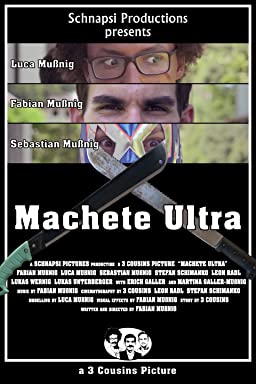 Schnapsi Productions
presents
Luca Mußnig
Fabian Mußnig
Sebastian Mußnig
Machete Ultra
A SCHNAPSI PICTURES PRODUCTION A 3 COUSINS PICTURE "MACHETE ULTRA"
FABIAN MUßNIG LUCA MUßNIG SEBASTIAN MUßNIG STEFAN SCHIMANKO LEON RADL
LUKAS WERNIG LUKAS UNTERBERGER WITH ERICH GALLER AND MARTINA GALLER-MUßNIG
MUSIC BY FABIAN MUßNIG CINEMATOGRAPHY BY 3 COUSINS LEON RADL STEFAN SCHIMANKO
MODELLING BY LUCA MUßNIG VISUAL EFFECTS BY FABIAN MUßNIG STORY BY 3 COUSINS
WRITTEN AND DIRECTED BY FABIAN MUßNIG
a 3 Cousins Picture